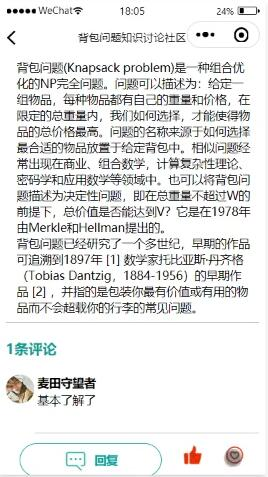 WeChat 18:05 24%
背包问题知识讨论社区
背包问题(Knapsack problem)是一种组合优
化的NP完全问题。问题可以描述为：给定一
组物品，每种物品都有自己的重量和价格，在
限定的总重量内，我们如何选择，才能使得物
品的总价格最高。问题的名称来源于如何选择
最合适的物品放置于给定背包中。相似问题经
常出现在商业、组合数学，计算复杂性理论、
密码学和应用数学等领域中。也可以将背包问
题描述为决定性问题，即在总重量不超过W的
前提下，总价值是否能达到V？它是在1978年
由Merkle和Hellman提出的。
背包问题已经研究了一个多世纪，早期的作品
可追溯到1897年 [1] 数学家托比亚斯·丹齐格
（Tobias Dantzig，1884-1956）的早期作
品 [2] ，并指的是包装你最有价值或有用的物
品而不会超载你的行李的常见问题。
1条评论
麦田守望者
基本了解了
回复